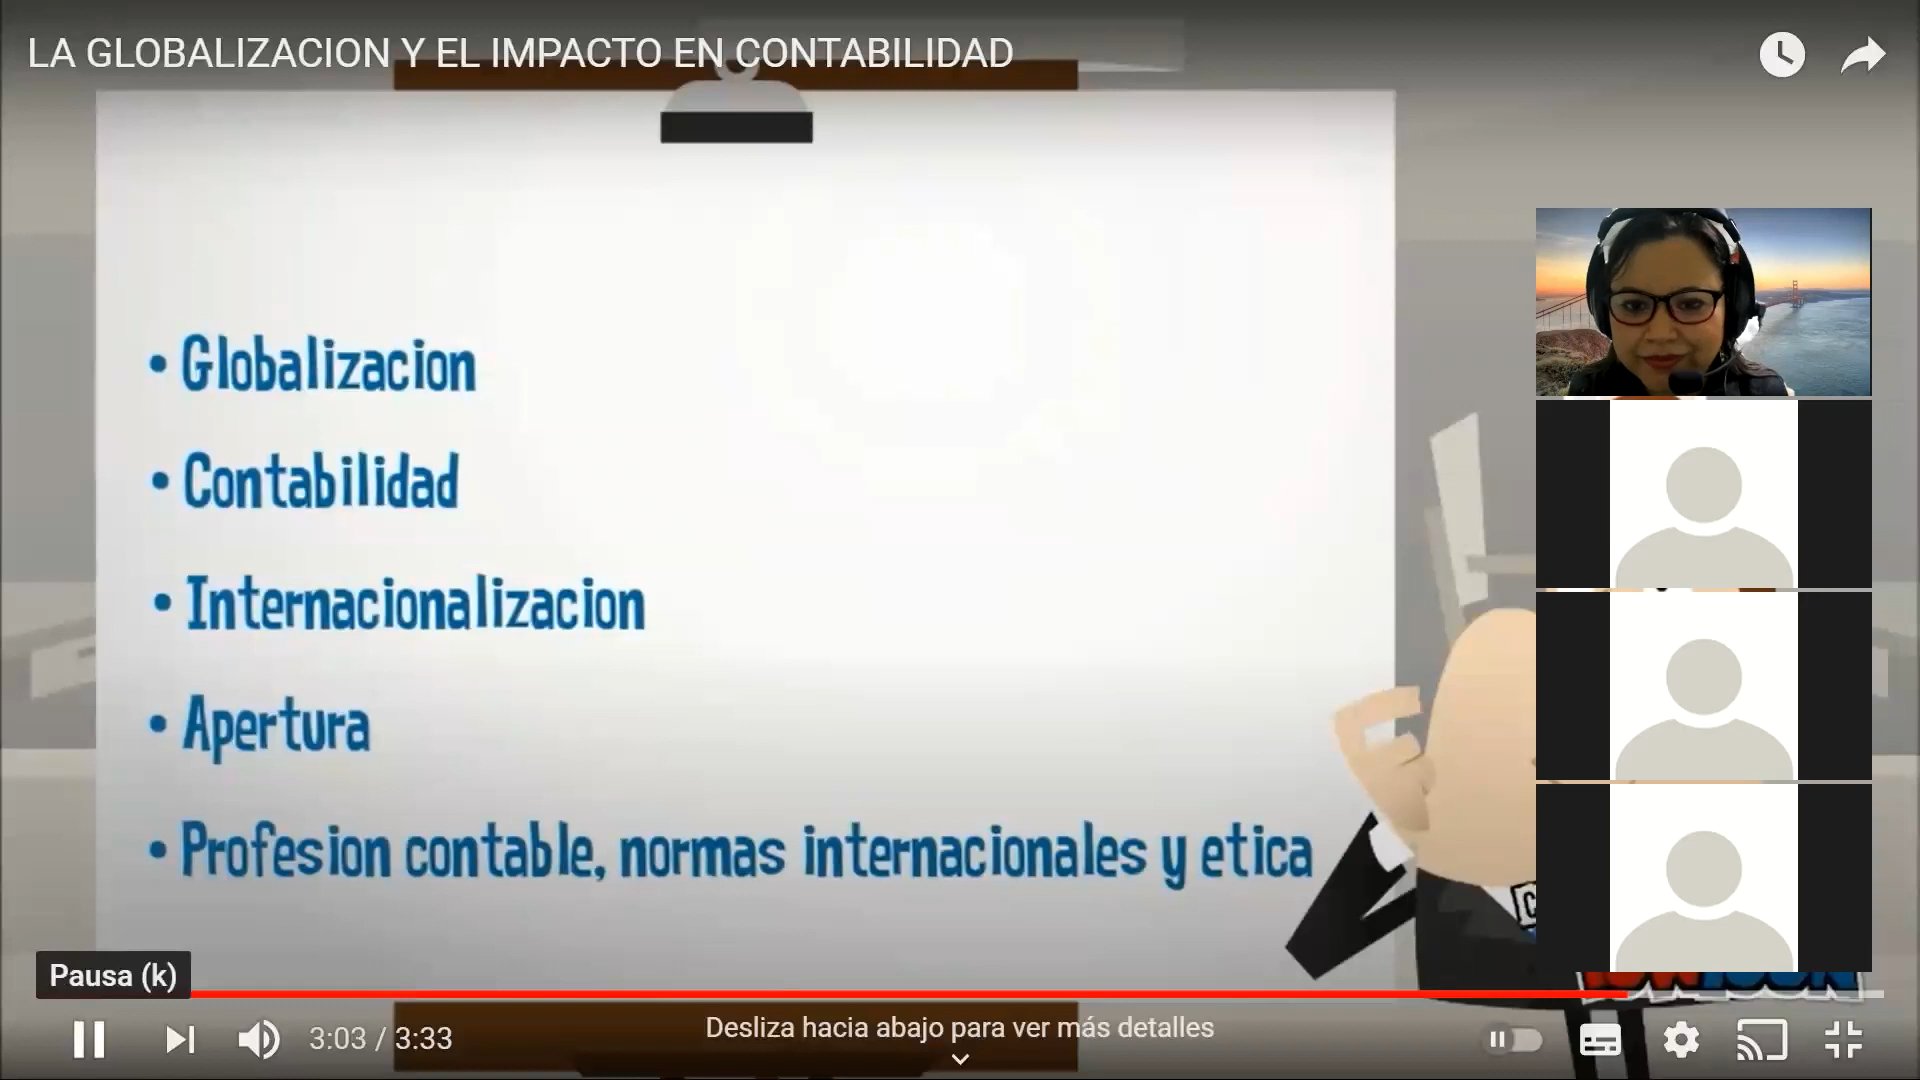 LA GLOBALIZACION Y EL IMPACTO EN CONTABILIDAD
• Globalizacion
• Contabilidad
• Internacionalizacion
• Apertura
• Profesion contable, normas internacionales y etica
Pausa (k)
3:03 / 3:33
Desliza hacia abajo para ver más detalles